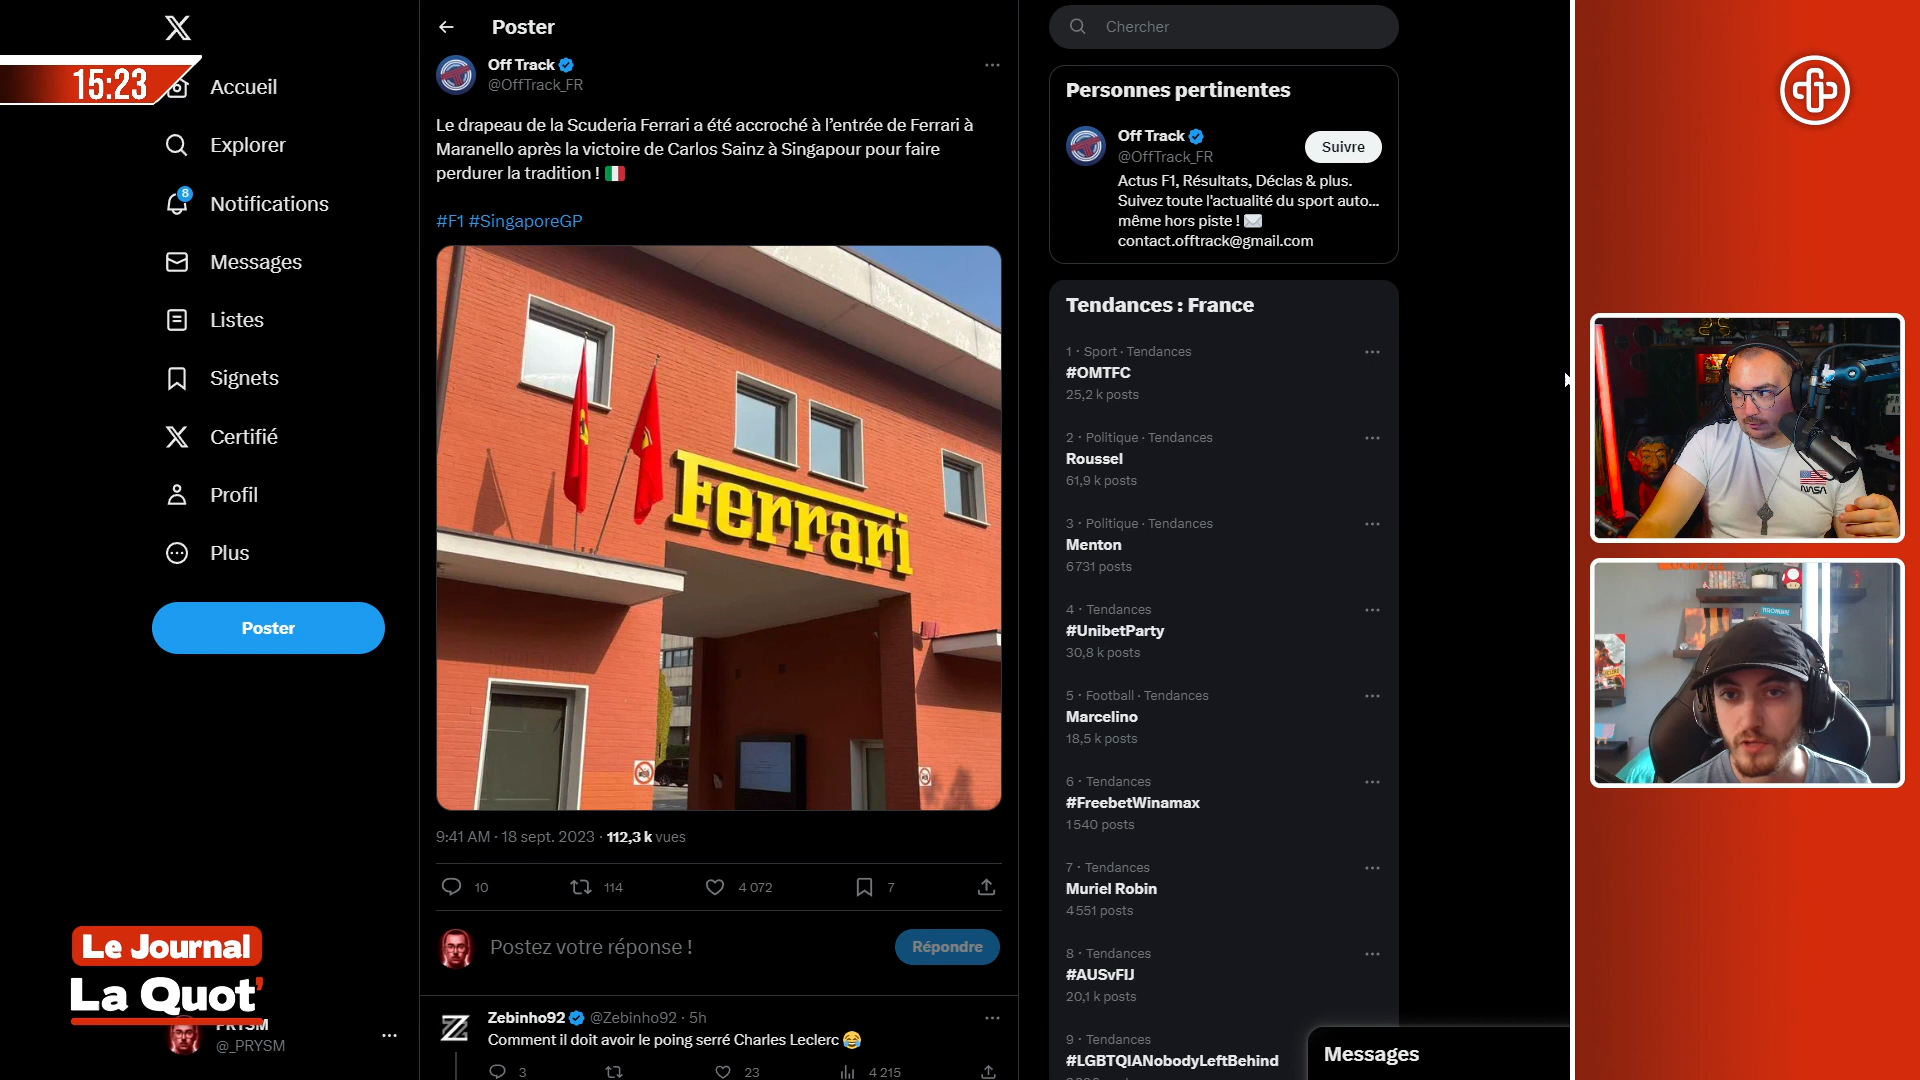 15:23
Accueil
Explorer
8
Notifications
Messages
Listes
Signets
Certifié
Profil
Plus
Poster
Le Journal
La Quot'
PRYSM
@_PRYSM
Poster
Off Track
@OffTrack_FR
Le drapeau de la Scuderia Ferrari a été accroché à l'entrée de Ferrari à
Maranello après la victoire de Carlos Sainz à Singapour pour faire
perdurer la tradition ! 🇮🇹
#F1 #SingaporeGP
Ferrari
9:41 AM · 18 sept. 2023 · 112,3 k vues
10 114 4 072 7
Postez votre réponse !
Répondre
Zebinho92 @Zebinho92 · 5h
Comment il doit avoir le poing serré Charles Leclerc 😂
3 23 4 215
Chercher
Personnes pertinentes
Off Track
@OffTrack_FR
Suivre
Actus F1, Résultats, Déclas & plus.
Suivez toute l'actualité du sport auto...
même hors piste ! ✉️
contact.offtrack@gmail.com
Tendances : France
1 · Sport · Tendances
#OMTFC
25,2 k posts
2 · Politique · Tendances
Roussel
61,9 k posts
3 · Politique · Tendances
Menton
6 731 posts
4 · Tendances
#UnibetParty
30,8 k posts
5 · Football · Tendances
Marcelino
18,5 k posts
6 · Tendances
#FreebetWinamax
1 540 posts
7 · Tendances
Muriel Robin
4 551 posts
8 · Tendances
#AUSvFIJ
20,1 k posts
9 · Tendances
#LGBTQIANobodyLeftBehind
Messages
NASA